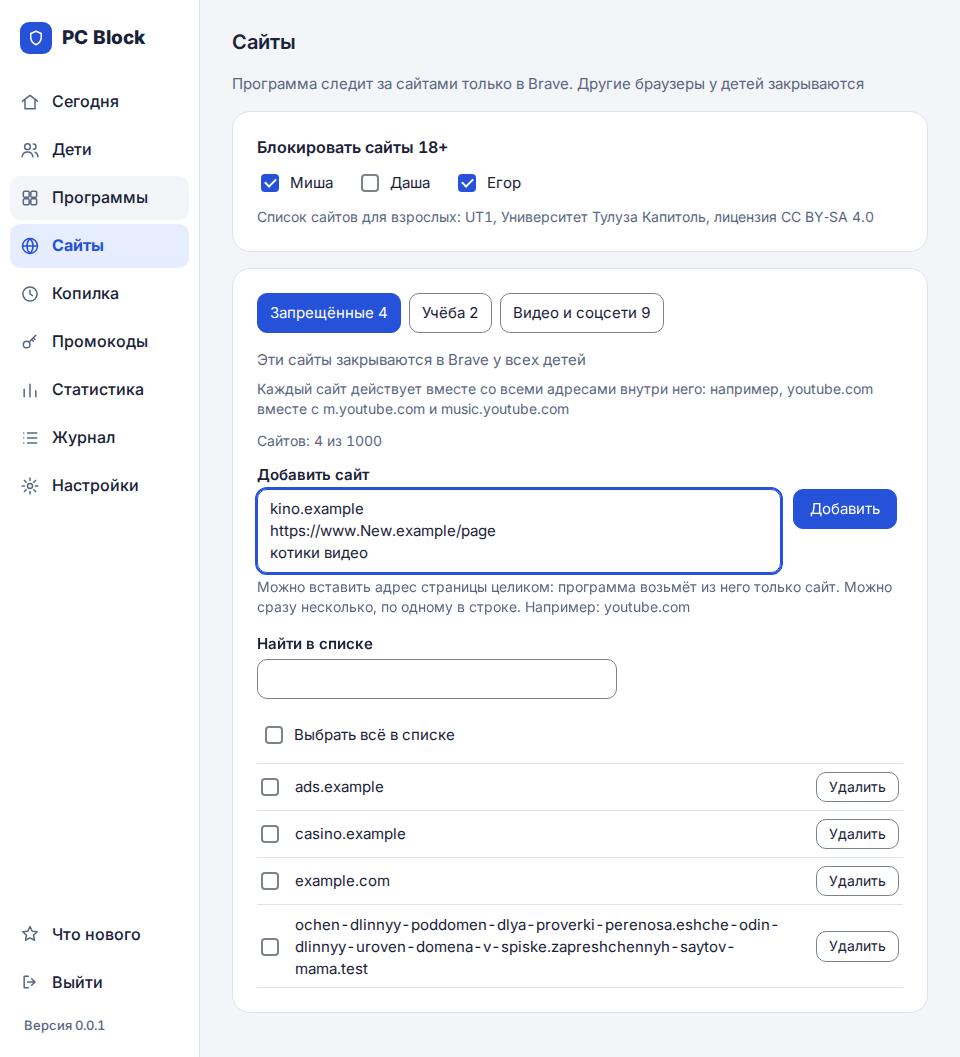 PC Block
Сегодня
Дети
Программы
Сайты
Копилка
Промокоды
Статистика
Журнал
Настройки
Что нового
Выйти
Версия 0.0.1
Сайты
Программа следит за сайтами только в Brave. Другие браузеры у детей закрываются
Блокировать сайты 18+
Миша Даша Егор
Список сайтов для взрослых: UT1, Университет Тулуза Капитоль, лицензия CC BY-SA 4.0
Запрещённые 4 Учёба 2 Видео и соцсети 9
Эти сайты закрываются в Brave у всех детей
Каждый сайт действует вместе со всеми адресами внутри него: например, youtube.com
вместе с m.youtube.com и music.youtube.com
Сайтов: 4 из 1000
Добавить сайт
kino.example
https://www.New.example/page
котики видео
Добавить
Можно вставить адрес страницы целиком: программа возьмёт из него только сайт. Можно
сразу несколько, по одному в строке. Например: youtube.com
Найти в списке
Выбрать всё в списке
ads.example Удалить
casino.example Удалить
example.com Удалить
ochen-dlinnyy-poddomen-dlya-proverki-perenosa.eshche-odin-
dlinnyy-uroven-domena-v-spiske.zapreshchennyh-saytov-
mama.test
Удалить